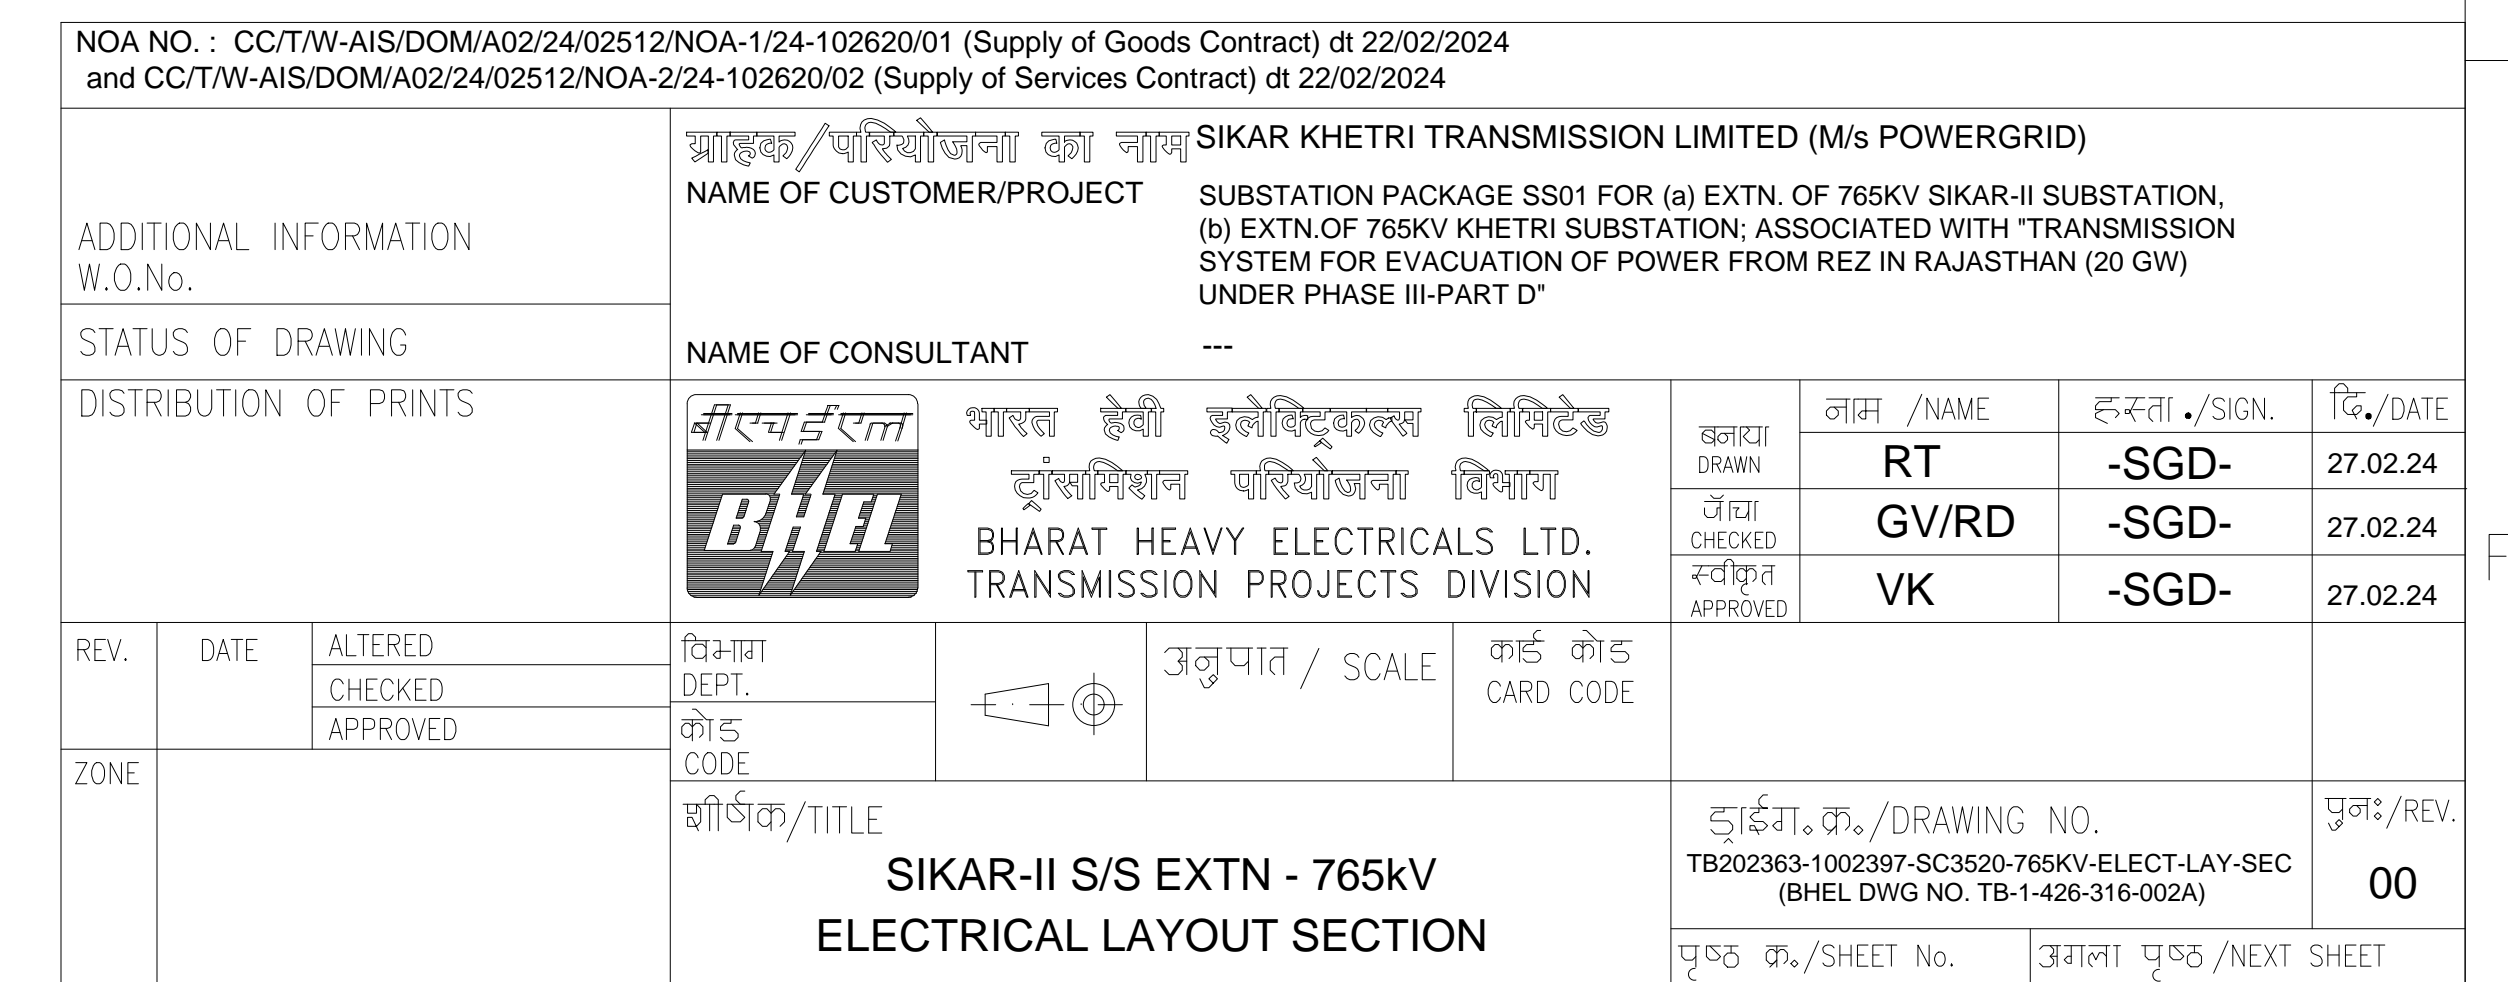 NOA NO. : CC/T/W-AIS/DOM/A02/24/02512/NOA-1/24-102620/01 (Supply of Goods Contract) dt 22/02/2024
and CC/T/W-AIS/DOM/A02/24/02512/NOA-2/24-102620/02 (Supply of Services Contract) dt 22/02/2024
ग्राहक/परियोजना का नाम SIKAR KHETRI TRANSMISSION LIMITED (M/s POWERGRID)
NAME OF CUSTOMER/PROJECT
SUBSTATION PACKAGE SS01 FOR (a) EXTN. OF 765KV SIKAR-II SUBSTATION,
(b) EXTN.OF 765KV KHETRI SUBSTATION; ASSOCIATED WITH "TRANSMISSION
SYSTEM FOR EVACUATION OF POWER FROM REZ IN RAJASTHAN (20 GW)
UNDER PHASE III-PART D"
ADDITIONAL INFORMATION
W.O.No.
STATUS OF DRAWING
NAME OF CONSULTANT ---
DISTRIBUTION OF PRINTS
बीएचईएल
BHEL
भारत हेवी इलेक्ट्रिकल्स लिमिटेड
ट्रांसमिशन परियोजना विभाग
BHARAT HEAVY ELECTRICALS LTD.
TRANSMISSION PROJECTS DIVISION
नाम /NAME हस्ता./SIGN. दि./DATE
बनाया
DRAWN RT -SGD- 27.02.24
जॅाचा
CHECKED GV/RD -SGD- 27.02.24
स्वीकृत
APPROVED VK -SGD- 27.02.24
REV. DATE ALTERED
CHECKED
APPROVED
ZONE
विभाग
DEPT.
कोड
CODE
अनुपात / SCALE
कार्ड कोड
CARD CODE
शीर्षक/TITLE
SIKAR-II S/S EXTN - 765kV
ELECTRICAL LAYOUT SECTION
ड्राईग.क्र./DRAWING NO.
TB202363-1002397-SC3520-765KV-ELECT-LAY-SEC
(BHEL DWG NO. TB-1-426-316-002A)
पुनः/REV.
00
पृष्ठ क्र./SHEET No. अगला पृष्ठ /NEXT SHEET
F